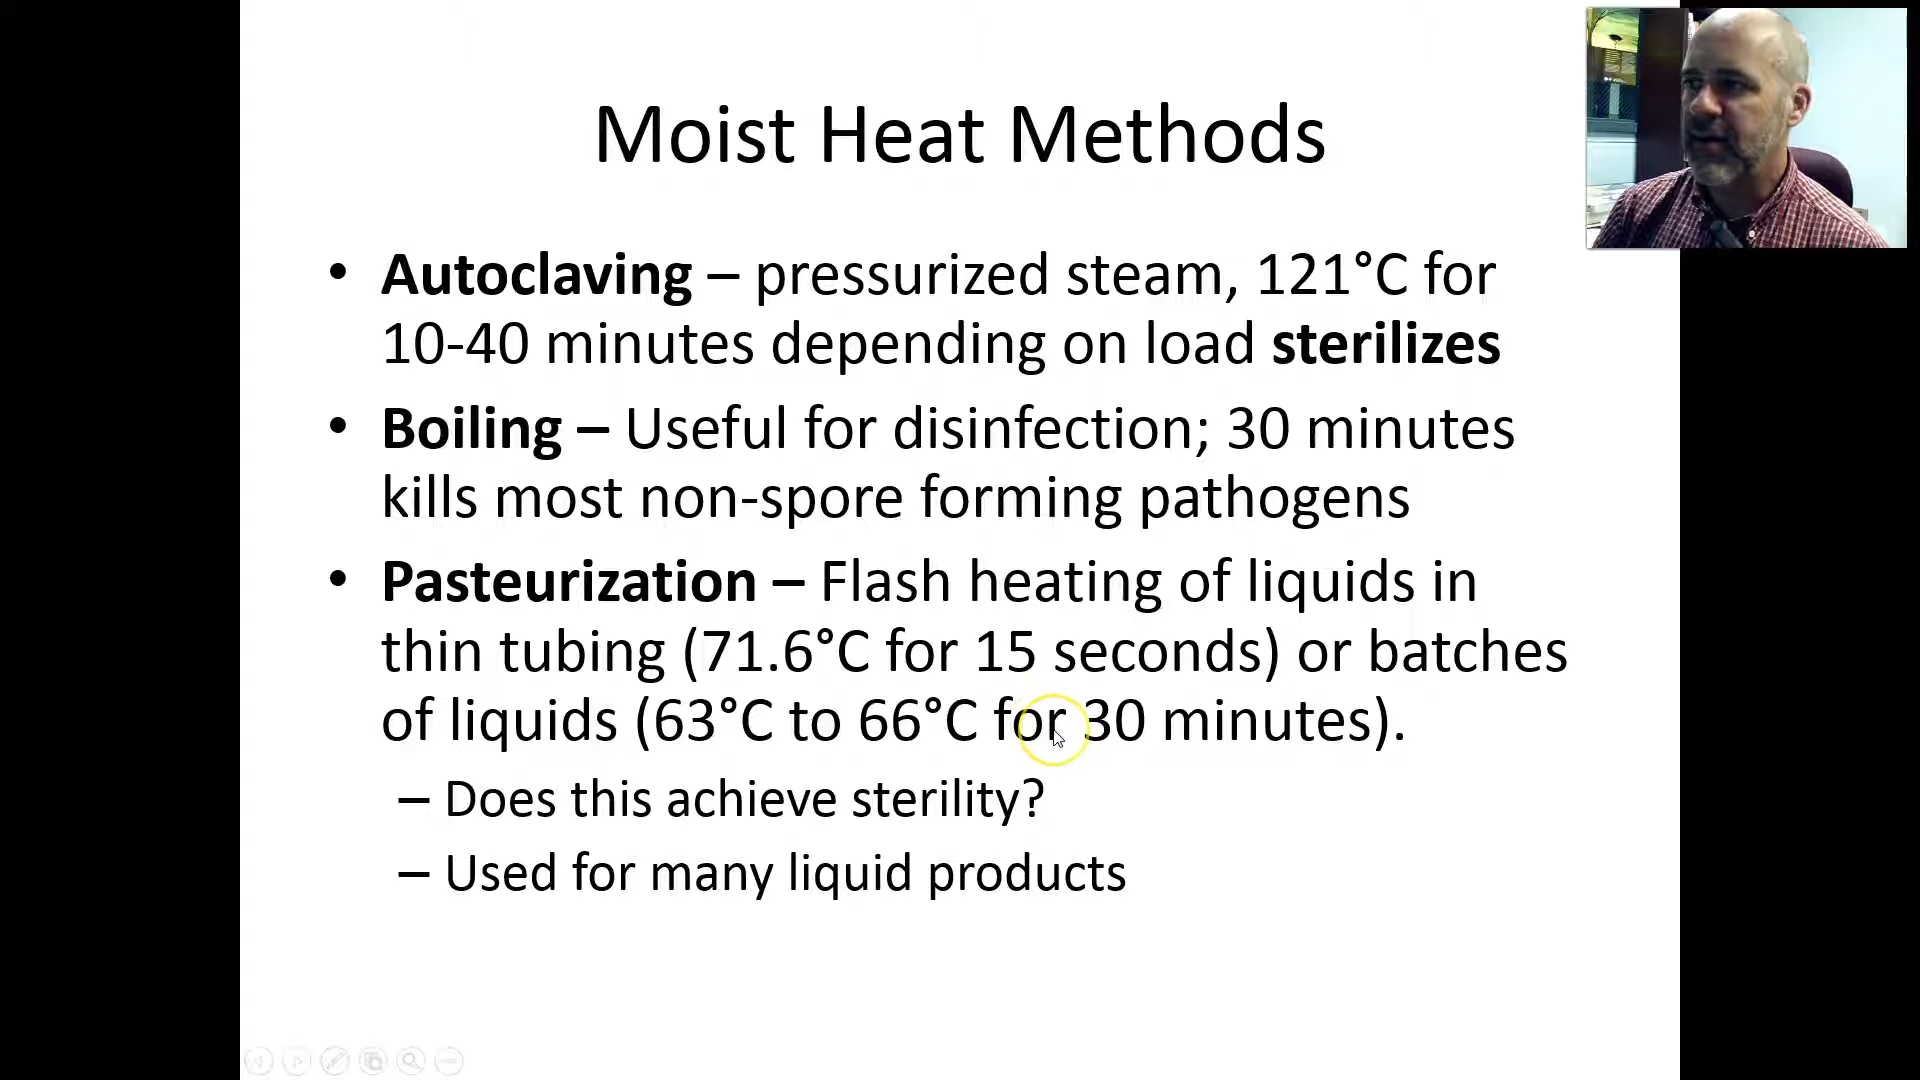 Moist Heat Methods
• Autoclaving – pressurized steam, 121°C for
10-40 minutes depending on load sterilizes
• Boiling – Useful for disinfection; 30 minutes
kills most non-spore forming pathogens
• Pasteurization – Flash heating of liquids in
thin tubing (71.6°C for 15 seconds) or batches
of liquids (63°C to 66°C for 30 minutes).
– Does this achieve sterility?
– Used for many liquid products